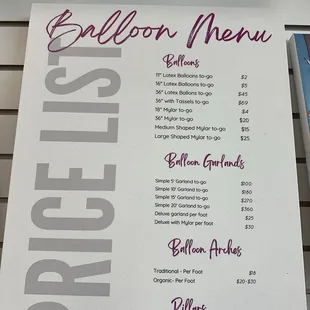 Balloon Menu
PRICE LIST
Balloons
11" Latex Balloons to-go $2
16" Latex Balloons to-go $5
36" Latex Ballons to-go $45
36" with Tassels to-go $69
18" Mylar to-go $4
36" Mylar to-go $20
Medium Shaped Mylar to-go $15
Large Shaped Mylar to-go $25
Balloon Garlands
Simple 5' Garland to-go $100
Simple 10' Garland to-go $180
Simple 15' Garland to-go $270
Simple 20' Garland to-go $360
Deluxe garland per foot $25
Deluxe with Mylar per foot $30
Balloon Arches
Traditional - Per Foot $18
Organic- Per Foot $20-$30
Pillars